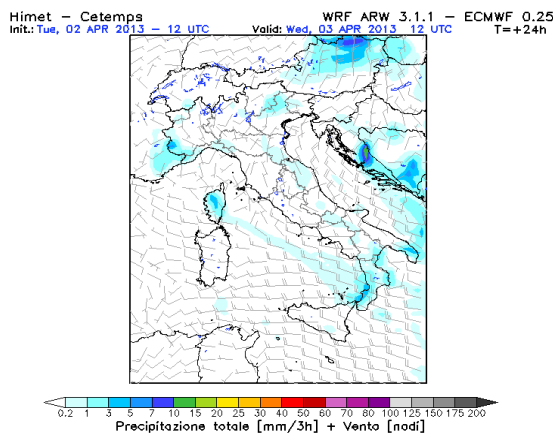 Himet – Cetemps WRF ARW 3.1.1 – ECMWF 0.25
Init.: Tue, 02 APR 2013 – 12 UTC Valid: Wed, 03 APR 2013 12 UTC T=+24h
0.2 1 3 5 7 10 15 20 25 30 40 50 60 70 80 90 100 125 150 175 200
Precipitazione totale [mm/3h] + Vento [nodi]